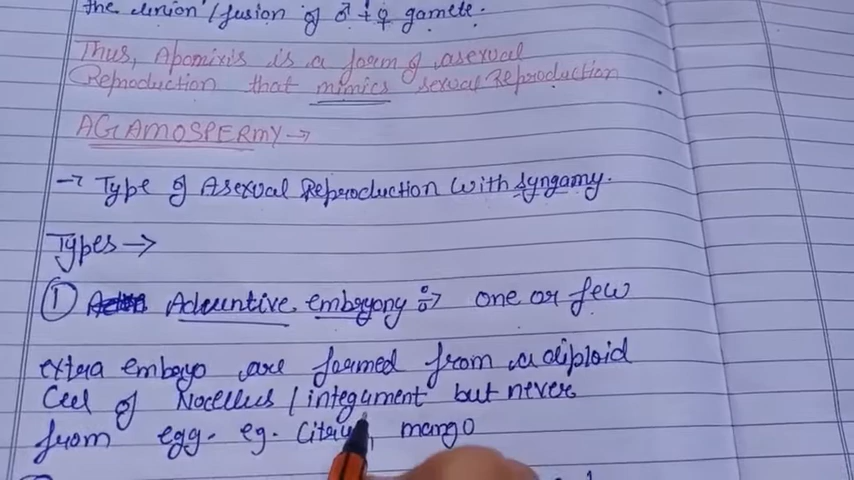 the union/fusion of ♂ + ♀ gamete.
Thus, Apomixis is a form of asexual
Reproduction that mimics sexual Reproduction
AGAMOSPERMY →
→ Type of Asexual Reproduction with syngamy.
Types →
① Adventive embryony :→ one or few
extra embryo are formed from a diploid
Cell of Nocellus / integument but never
from egg. eg. Citrus, mango